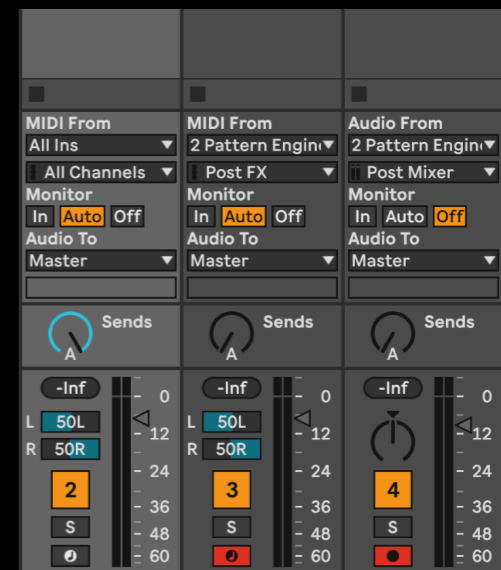 MIDI From
All Ins
All Channels
Monitor
In Auto Off
Audio To
Master
Sends
A
-Inf
0
L 50L
12
R 50R
24
2
36
S
48
60
MIDI From
2 Pattern Engin
Post FX
Monitor
In Auto Off
Audio To
Master
Sends
A
-Inf
0
L 50L
12
R 50R
24
3
36
S
48
60
Audio From
2 Pattern Engin
Post Mixer
Monitor
In Auto Off
Audio To
Master
Sends
A
-Inf
0
12
24
4
36
S
48
60